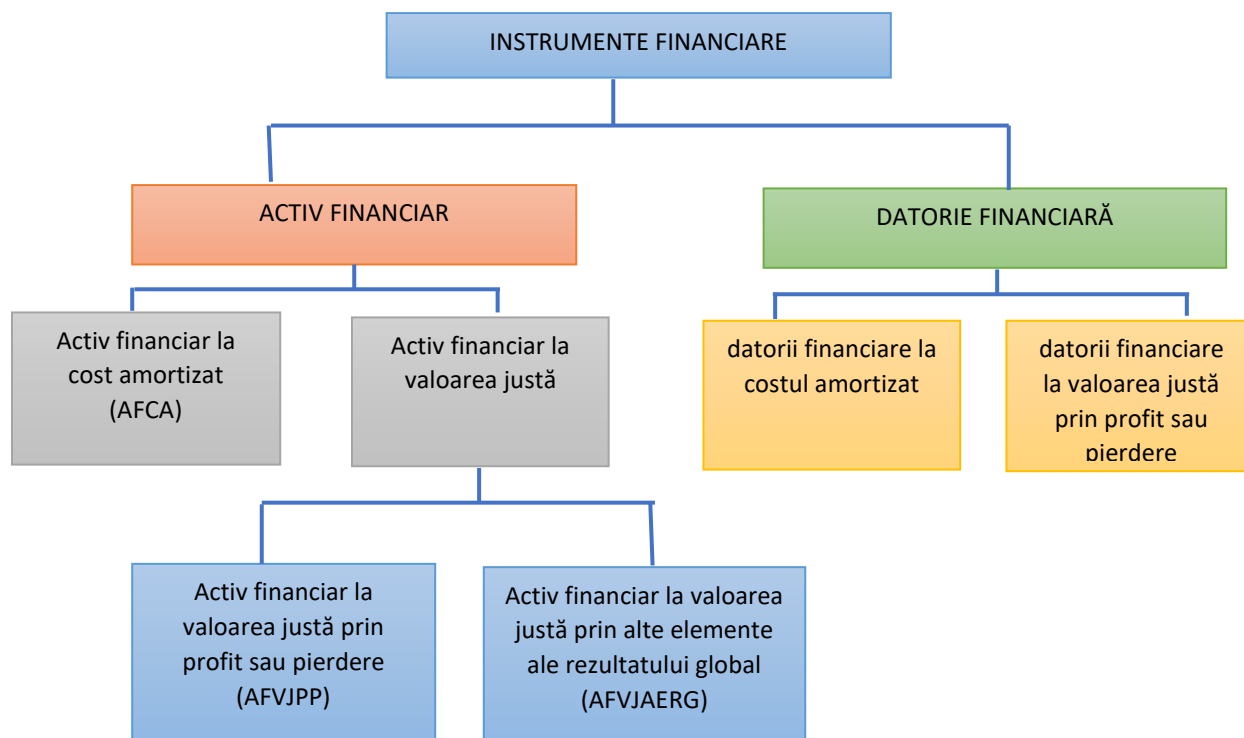 INSTRUMENTE FINANCIARE
ACTIV FINANCIAR
DATORIE FINANCIARĂ
Activ financiar la
cost amortizat
(AFCA)
Activ financiar la
valoarea justă
datorii financiare la
costul amortizat
datorii financiare
la valoarea justă
prin profit sau
pierdere
Activ financiar la
valoarea justă prin
profit sau pierdere
(AFVJPP)
Activ financiar la valoarea
justă prin alte elemente
ale rezultatului global
(AFVJAERG)